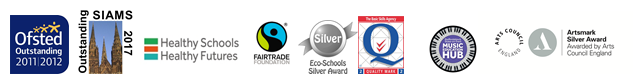 Ofsted
Outstanding
2011|2012
Outstanding
SIAMS
2017
Healthy Schools
Healthy Futures
FAIRTRADE
FOUNDATION
Silver
Eco-Schools
Silver Award
The Basic Skills Agency
Q
QUALITY MARK
MUSIC
HUB
ARTS COUNCIL
ENGLAND
Artsmark
Silver Award
Awarded by Arts
Council England